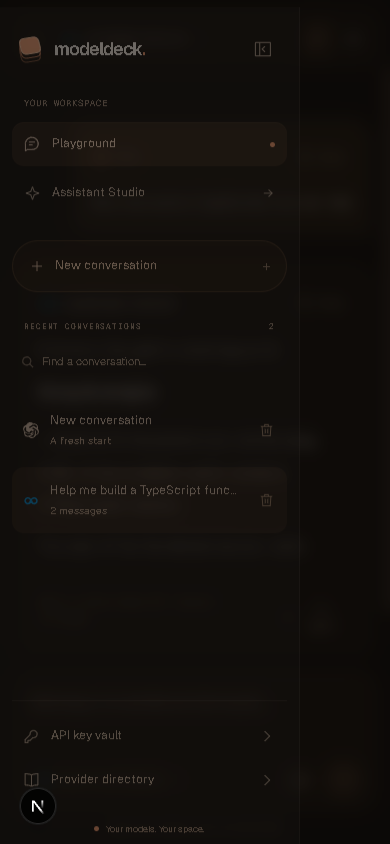 modeldeck.
YOUR WORKSPACE
Playground
Assistant Studio
New conversation
RECENT CONVERSATIONS 2
Find a conversation...
New conversation
A fresh start
Help me build a TypeScript func...
2 messages
API key vault
Provider directory
N
Your models. Your space.